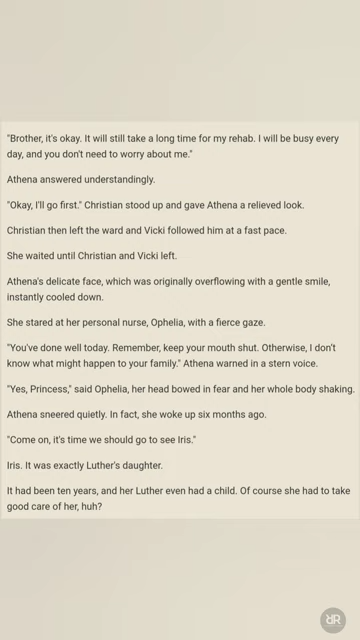 "Brother, it's okay. It will still take a long time for my rehab. I will be busy every
day, and you don't need to worry about me."
Athena answered understandingly.
"Okay, I'll go first." Christian stood up and gave Athena a relieved look.
Christian then left the ward and Vicki followed him at a fast pace.
She waited until Christian and Vicki left.
Athena's delicate face, which was originally overflowing with a gentle smile,
instantly cooled down.
She stared at her personal nurse, Ophelia, with a fierce gaze.
"You've done well today. Remember, keep your mouth shut. Otherwise, I don't
know what might happen to your family." Athena warned in a stern voice.
"Yes, Princess," said Ophelia, her head bowed in fear and her whole body shaking.
Athena sneered quietly. In fact, she woke up six months ago.
"Come on, it's time we should go to see Iris."
Iris. It was exactly Luther's daughter.
It had been ten years, and her Luther even had a child. Of course she had to take
good care of her, huh?